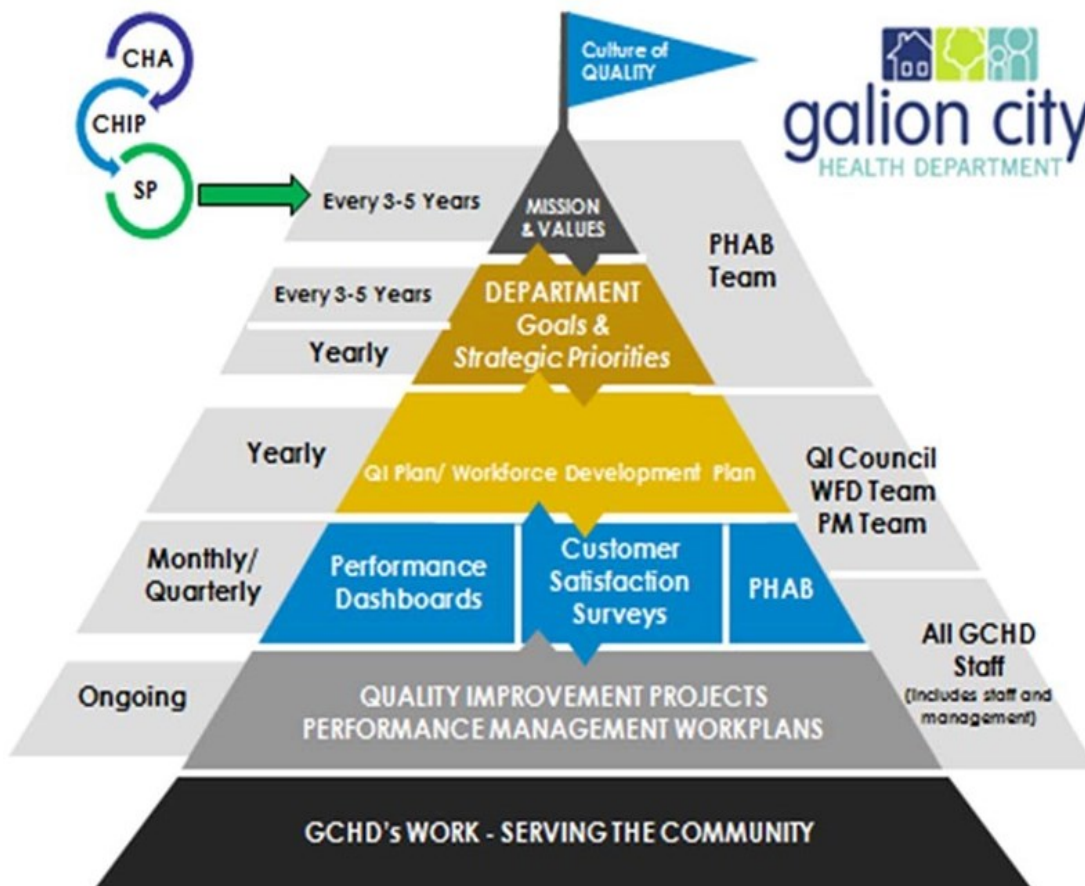 Culture of
QUALITY
galion city
HEALTH DEPARTMENT
CHA
CHIP
SP
Every 3-5 Years
MISSION
& VALUES
PHAB
Team
Every 3-5 Years
Yearly
DEPARTMENT
Goals &
Strategic Priorities
Yearly
QI Plan/ Workforce Development Plan
QI Council
WFD Team
PM Team
Monthly/
Quarterly
Performance
Dashboards
Customer
Satisfaction
Surveys
PHAB
All GCHD
Staff
(Includes staff and
management)
Ongoing
QUALITY IMPROVEMENT PROJECTS
PERFORMANCE MANAGEMENT WORKPLANS
GCHD's WORK - SERVING THE COMMUNITY